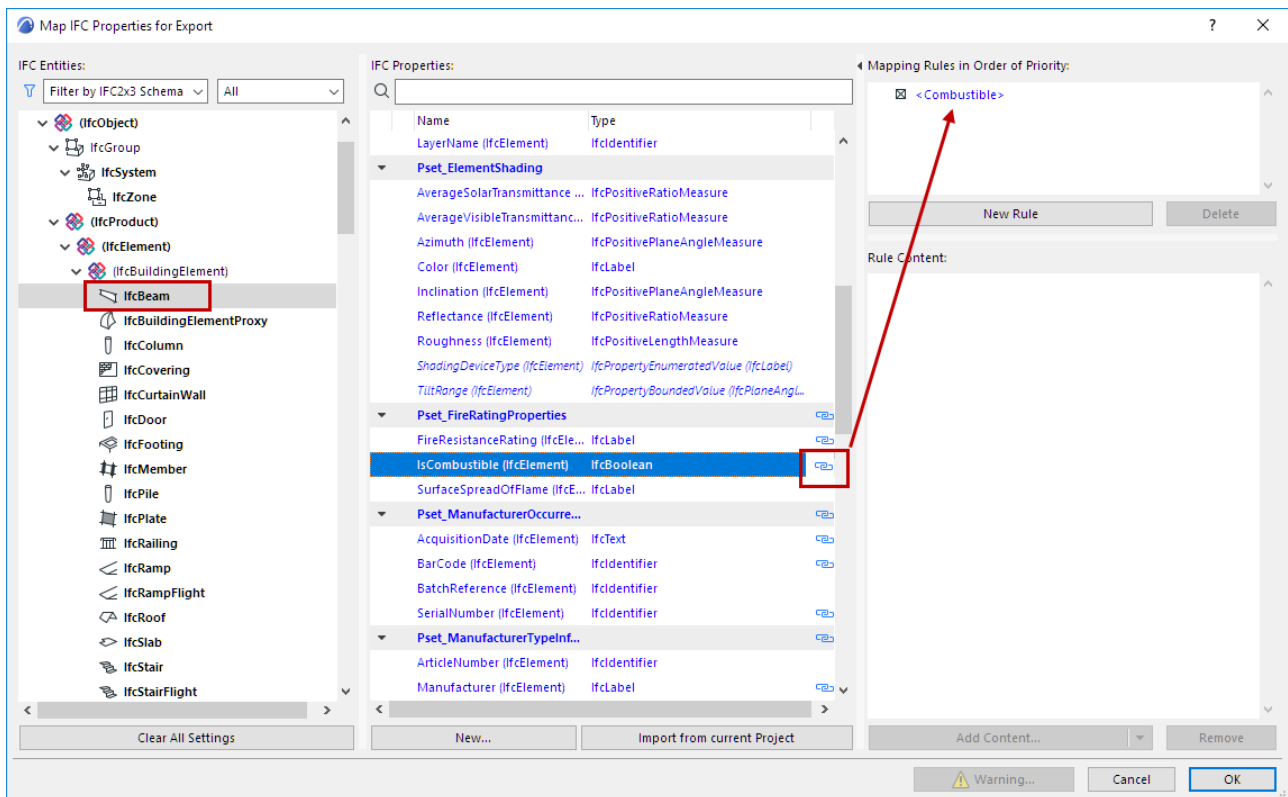 Map IFC Properties for Export
?
IFC Entities:
Filter by IFC2x3 Schema
All
(IfcObject)
IfcGroup
IfcSystem
IfcZone
(IfcProduct)
(IfcElement)
(IfcBuildingElement)
IfcBeam
IfcBuildingElementProxy
IfcColumn
IfcCovering
IfcCurtainWall
IfcDoor
IfcFooting
IfcMember
IfcPile
IfcPlate
IfcRailing
IfcRamp
IfcRampFlight
IfcRoof
IfcSlab
IfcStair
IfcStairFlight
Clear All Settings
IFC Properties:
Name Type
LayerName (IfcElement) IfcIdentifier
Pset_ElementShading
AverageSolarTransmittance ... IfcPositiveRatioMeasure
AverageVisibleTransmittanc... IfcPositiveRatioMeasure
Azimuth (IfcElement) IfcPositivePlaneAngleMeasure
Color (IfcElement) IfcLabel
Inclination (IfcElement) IfcPositivePlaneAngleMeasure
Reflectance (IfcElement) IfcPositiveRatioMeasure
Roughness (IfcElement) IfcPositiveLengthMeasure
ShadingDeviceType (IfcElement) IfcPropertyEnumeratedValue (IfcLabel)
TiltRange (IfcElement) IfcPropertyBoundedValue (IfcPlaneAngl...
Pset_FireRatingProperties
FireResistanceRating (IfcEle... IfcLabel
IsCombustible (IfcElement) IfcBoolean
SurfaceSpreadOfFlame (IfcE... IfcLabel
Pset_ManufacturerOccurre...
AcquisitionDate (IfcElement) IfcText
BarCode (IfcElement) IfcIdentifier
BatchReference (IfcElement) IfcIdentifier
SerialNumber (IfcElement) IfcIdentifier
Pset_ManufacturerTypeInf...
ArticleNumber (IfcElement) IfcIdentifier
Manufacturer (IfcElement) IfcLabel
New...
Import from current Project
Mapping Rules in Order of Priority:
<Combustible>
New Rule
Delete
Rule Content:
Add Content...
Remove
Warning...
Cancel
OK